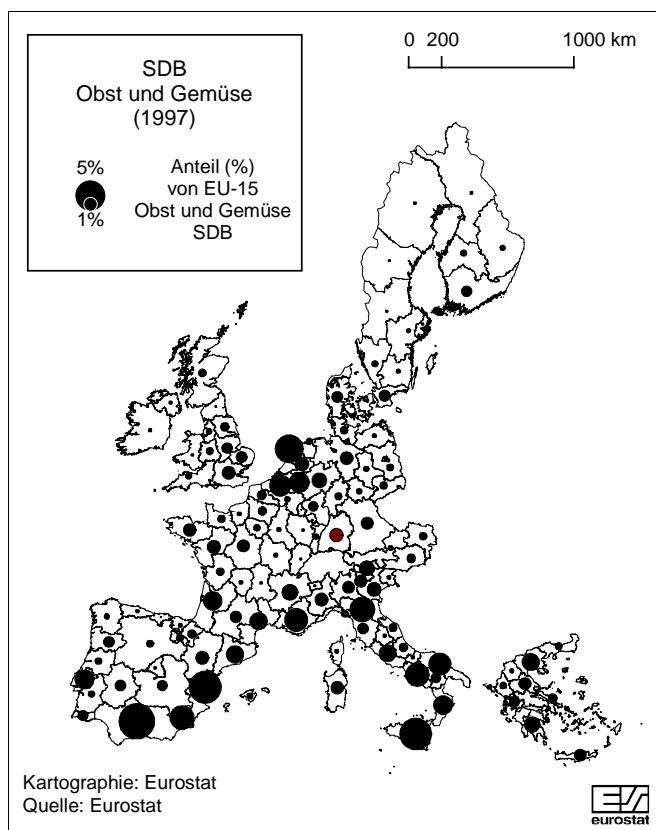 0 200 1000 km
SDB
Obst und Gemüse
(1997)
5%
1%
Anteil (%)
von EU-15
Obst und Gemüse
SDB
Kartographie: Eurostat
Quelle: Eurostat
eurostat